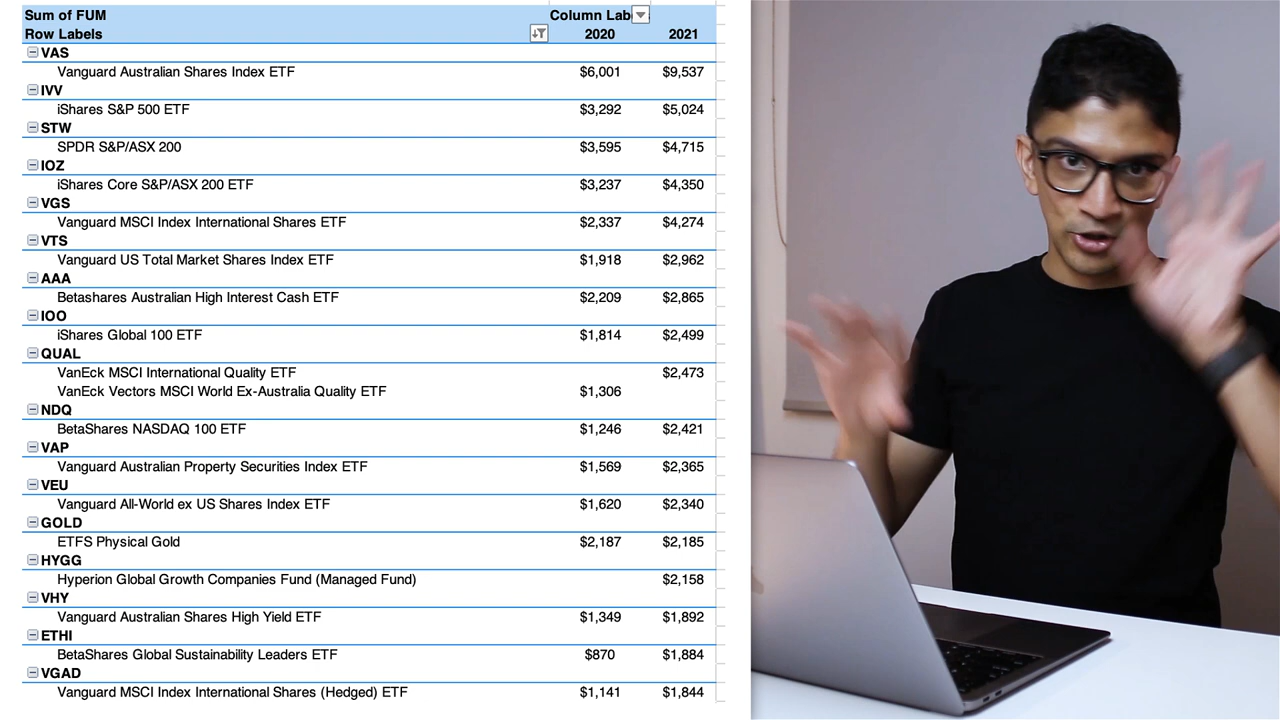 Sum of FUM Column Lab
Row Labels 2020 2021
VAS
Vanguard Australian Shares Index ETF $6,001 $9,537
IVV
iShares S&P 500 ETF $3,292 $5,024
STW
SPDR S&P/ASX 200 $3,595 $4,715
IOZ
iShares Core S&P/ASX 200 ETF $3,237 $4,350
VGS
Vanguard MSCI Index International Shares ETF $2,337 $4,274
VTS
Vanguard US Total Market Shares Index ETF $1,918 $2,962
AAA
Betashares Australian High Interest Cash ETF $2,209 $2,865
IOO
iShares Global 100 ETF $1,814 $2,499
QUAL
VanEck MSCI International Quality ETF $2,473
VanEck Vectors MSCI World Ex-Australia Quality ETF $1,306
NDQ
BetaShares NASDAQ 100 ETF $1,246 $2,421
VAP
Vanguard Australian Property Securities Index ETF $1,569 $2,365
VEU
Vanguard All-World ex US Shares Index ETF $1,620 $2,340
GOLD
ETFS Physical Gold $2,187 $2,185
HYGG
Hyperion Global Growth Companies Fund (Managed Fund) $2,158
VHY
Vanguard Australian Shares High Yield ETF $1,349 $1,892
ETHI
BetaShares Global Sustainability Leaders ETF $870 $1,884
VGAD
Vanguard MSCI Index International Shares (Hedged) ETF $1,141 $1,844